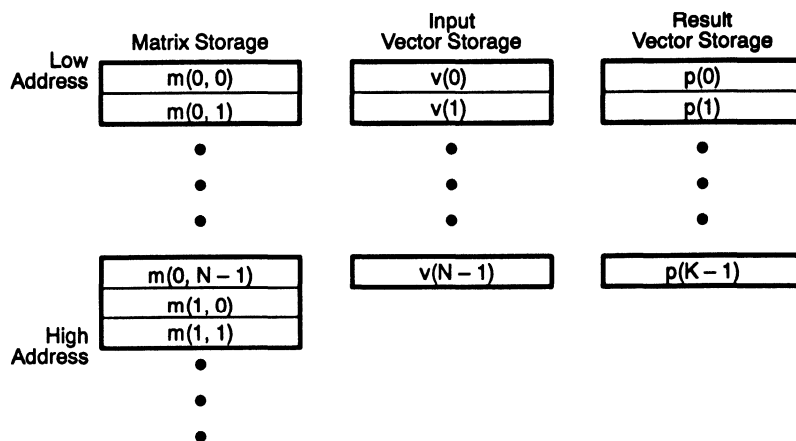 Low
Address
Matrix Storage
m(0, 0)
m(0, 1)
m(0, N – 1)
m(1, 0)
m(1, 1)
High
Address
Input
Vector Storage
v(0)
v(1)
v(N – 1)
Result
Vector Storage
p(0)
p(1)
p(K – 1)